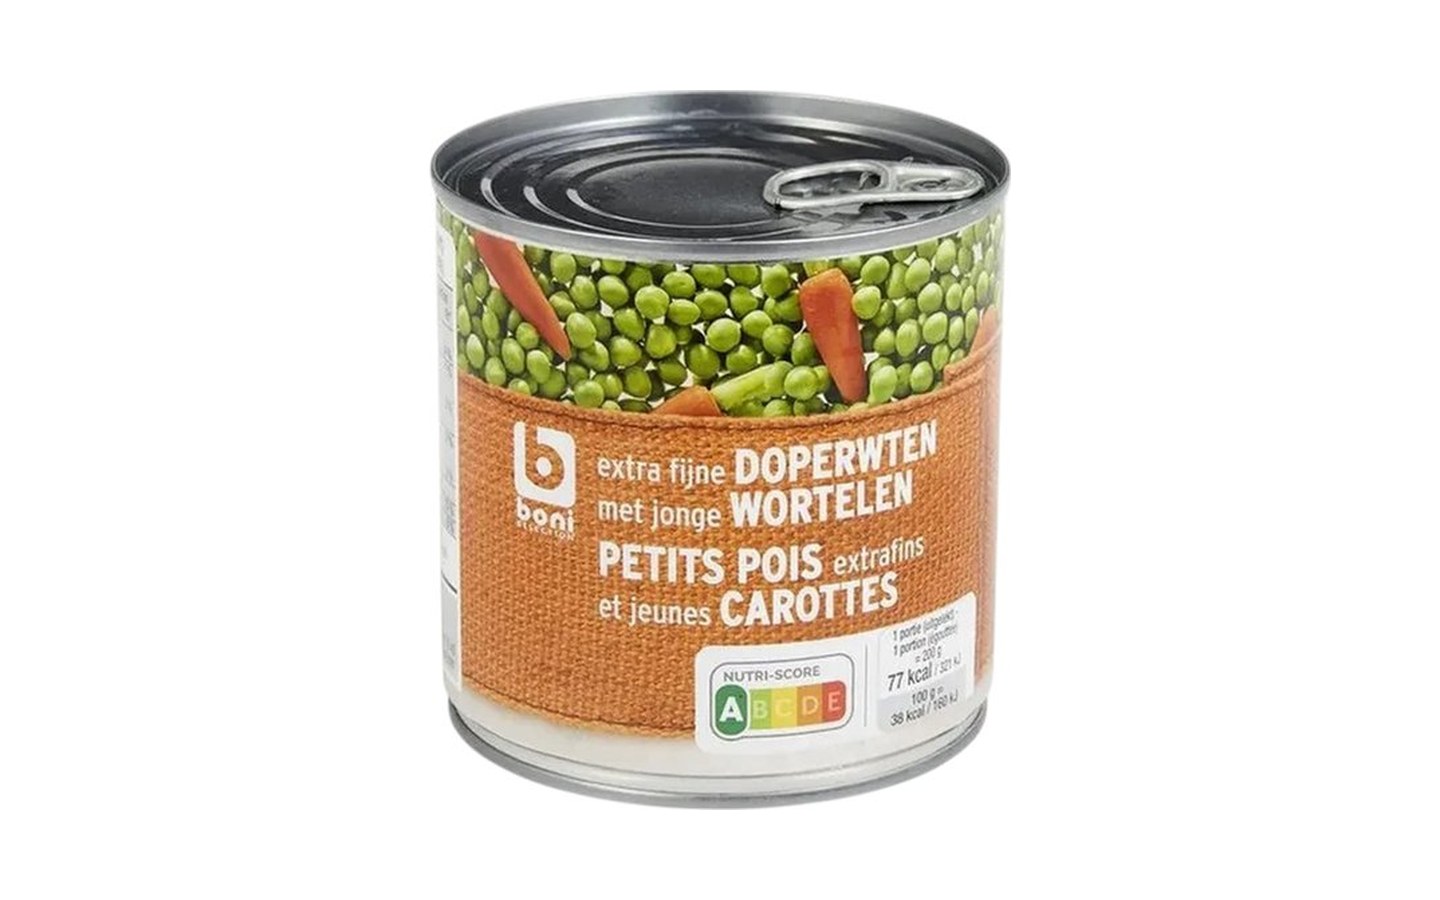 boni
SELECTION
extra fijne DOPERWTEN
met jonge WORTELEN
PETITS POIS extrafins
et jeunes CAROTTES
NUTRI-SCORE
A B C D E
1 portie (uitgelekt) -
1 portion (égoutté)
= 200 g
77 kcal / 321 kJ
100 g =
38 kcal / 160 kJ